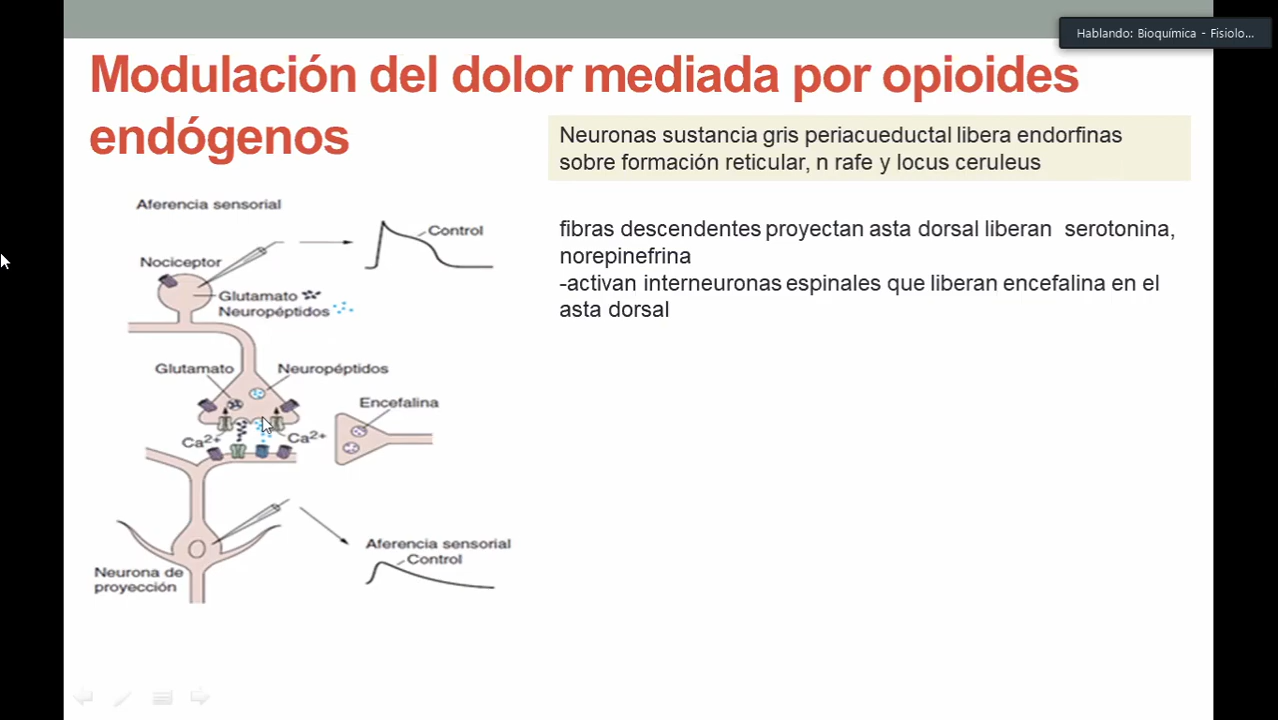 Hablando: Bioquímica - Fisiolo...
Modulación del dolor mediada por opioides
endógenos
Neuronas sustancia gris periacueductal libera endorfinas
sobre formación reticular, n rafe y locus ceruleus
fibras descendentes proyectan asta dorsal liberan serotonina,
norepinefrina
-activan interneuronas espinales que liberan encefalina en el
asta dorsal
Aferencia sensorial
Control
Nociceptor
Glutamato
Neuropéptidos
Glutamato
Neuropéptidos
Encefalina
Ca2+
Ca2+
Aferencia sensorial
Control
Neurona de
proyección